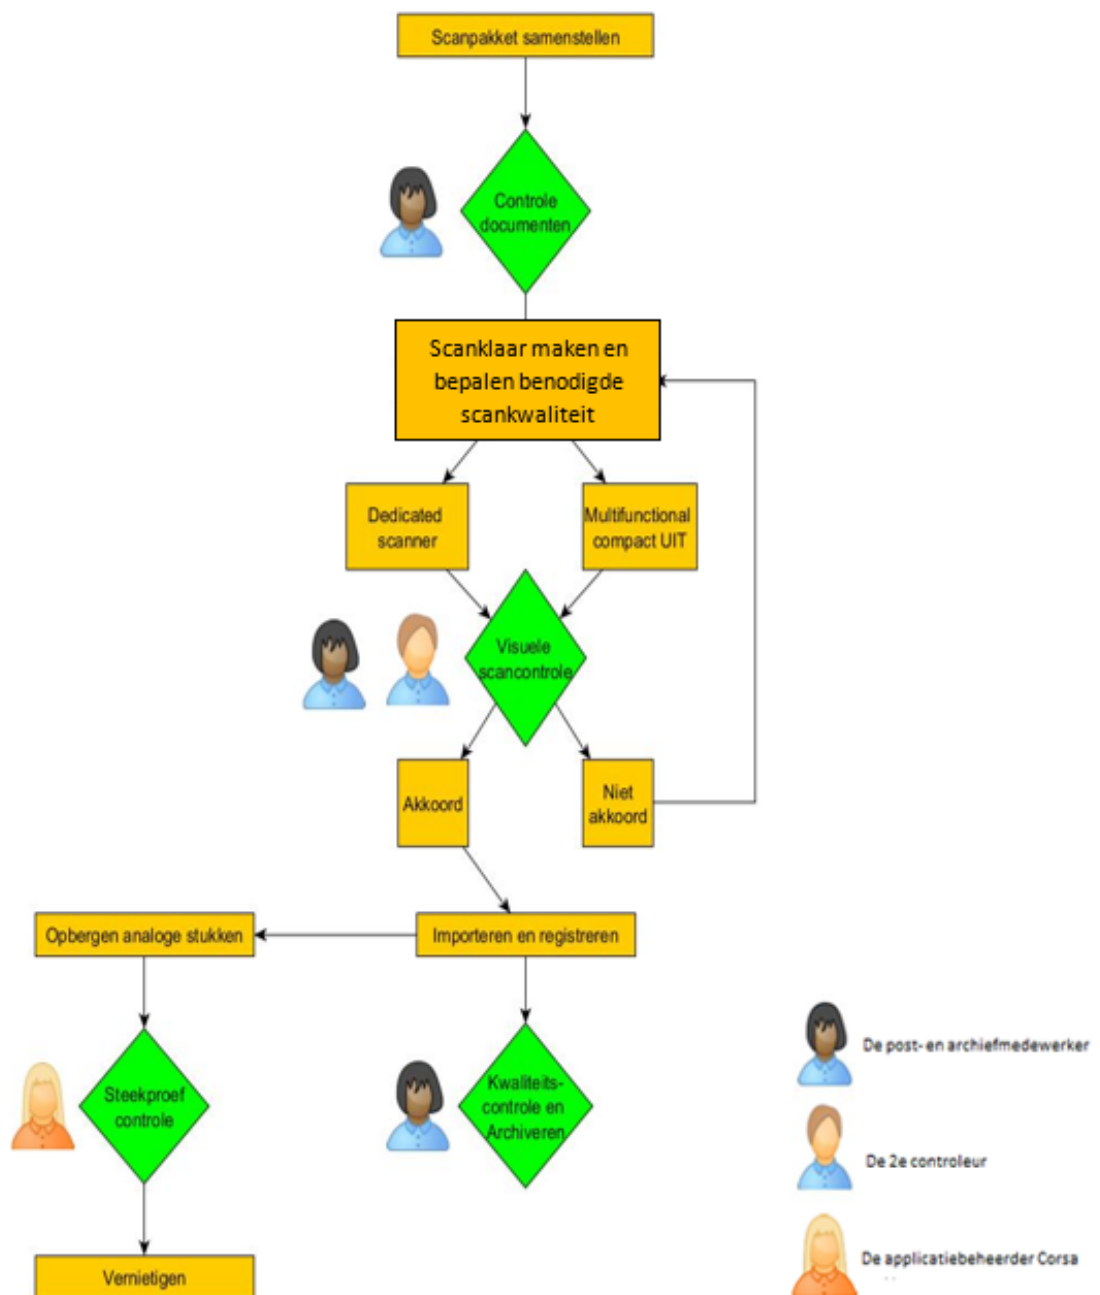 Scanpakket samenstellen
Controle
documenten
Scanklaar maken en
bepalen benodigde
scankwaliteit
Dedicated
scanner
Multifunctional
compact UIT
Visuele
scancontrole
Akkoord
Niet
akkoord
Opbergen analoge stukken
Importeren en registreren
Steekproef
controle
Kwaliteits-
controle en
Archiveren
Vernietigen
De post- en archiefmedewerker
De 2e controleur
De applicatiebeheerder Corsa